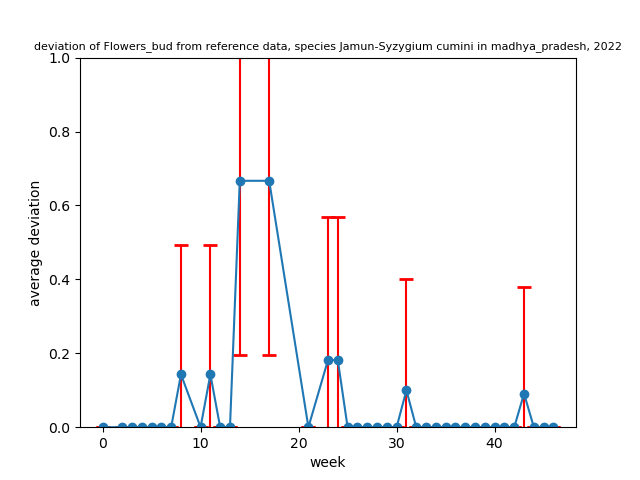 deviation of Flowers_bud from reference data, species Jamun-Syzygium cumini in madhya_pradesh, 2022
1.0
0.8
0.6
0.4
0.2
0.0
average deviation
0 10 20 30 40
week